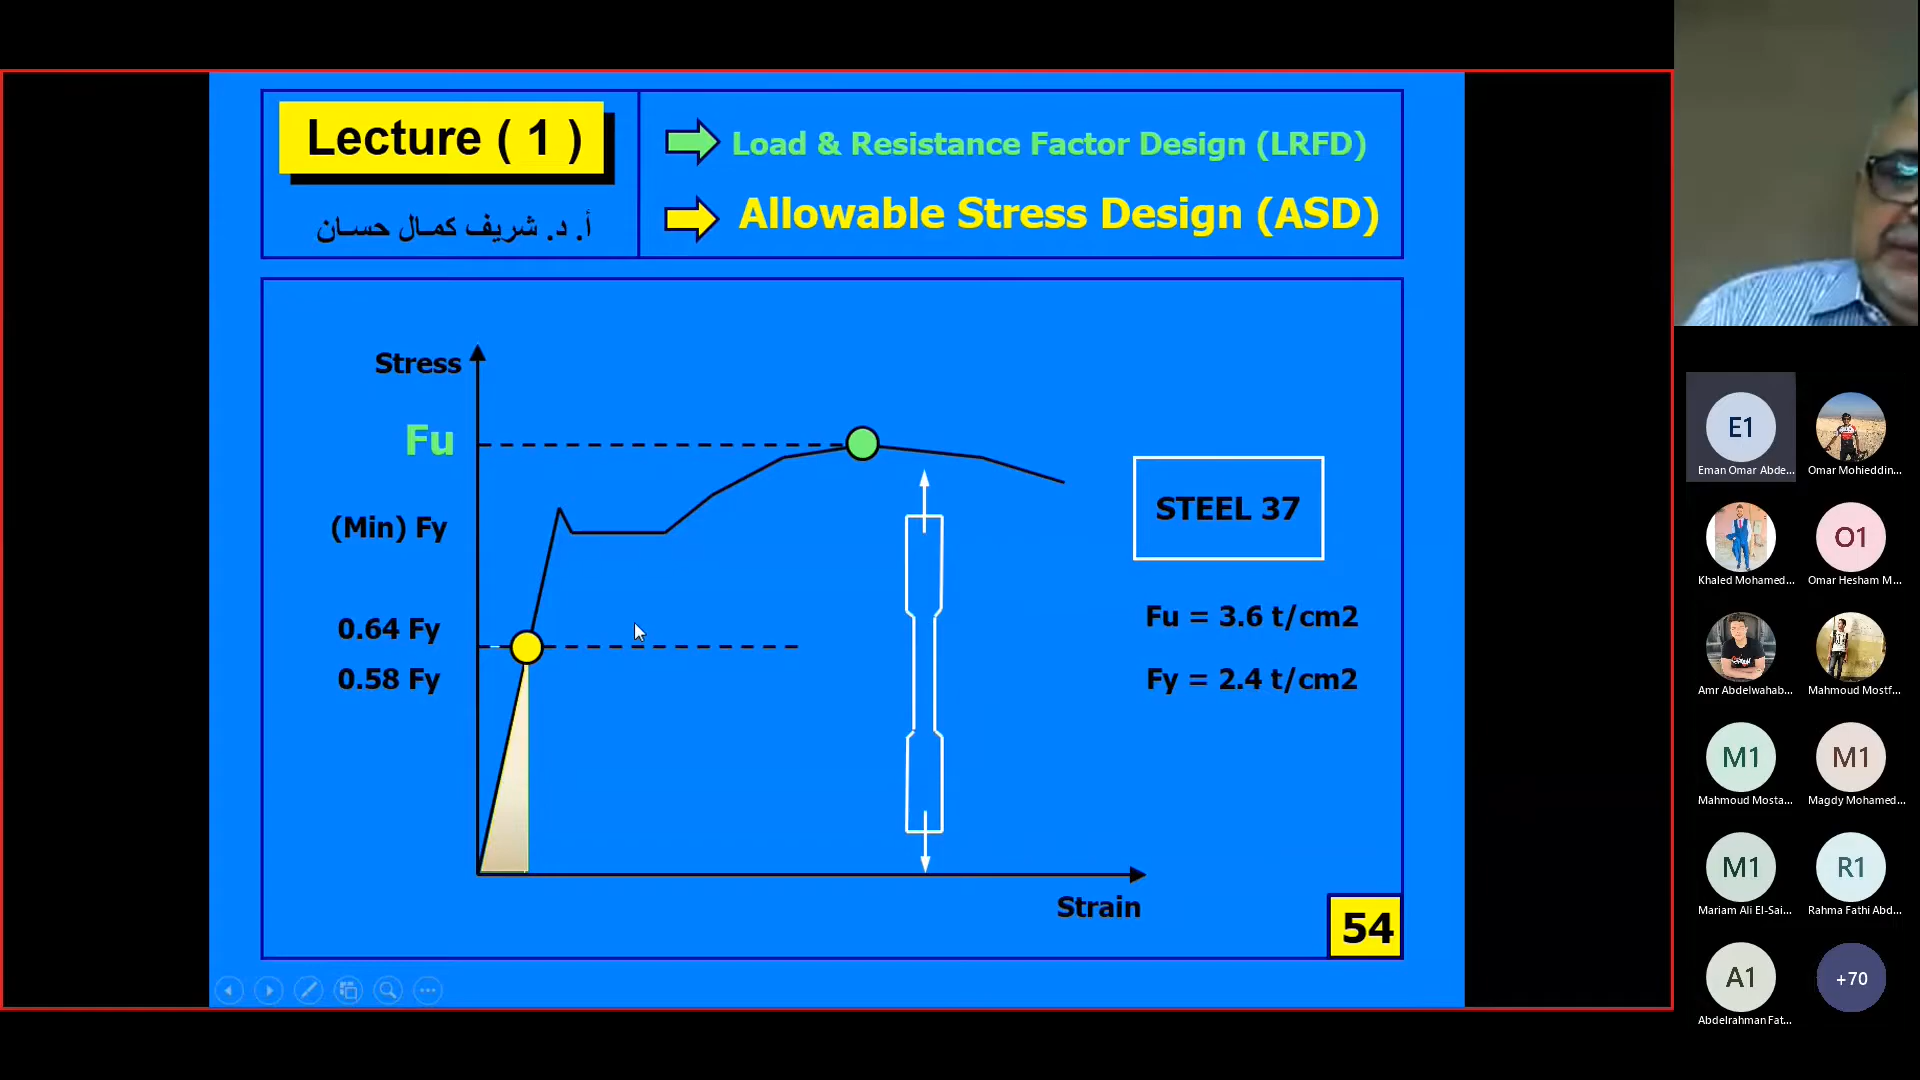 Lecture ( 1 )
أ. د. شريف كمـال حسـان
Load & Resistance Factor Design (LRFD)
Allowable Stress Design (ASD)
Stress
Fu
(Min) Fy
0.64 Fy
0.58 Fy
STEEL 37
Fu = 3.6 t/cm2
Fy = 2.4 t/cm2
Strain
54
E1
Eman Omar Abde...
Omar Mohieddin...
Khaled Mohamed...
O1
Omar Hesham M...
Amr Abdelwahab...
Mahmoud Mostf...
M1
Mahmoud Mosta...
M1
Magdy Mohamed...
M1
Mariam Ali El-Sai...
R1
Rahma Fathi Abd...
A1
Abdelrahman Fat...
+70